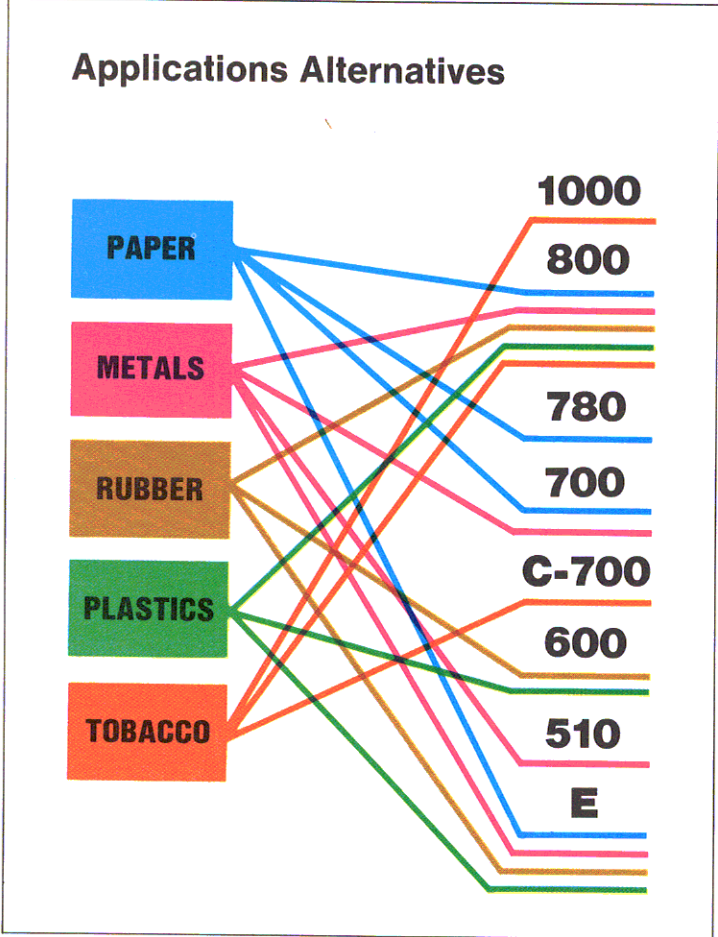 Applications Alternatives
PAPER
METALS
RUBBER
PLASTICS
TOBACCO
1000
800
780
700
C-700
600
510
E